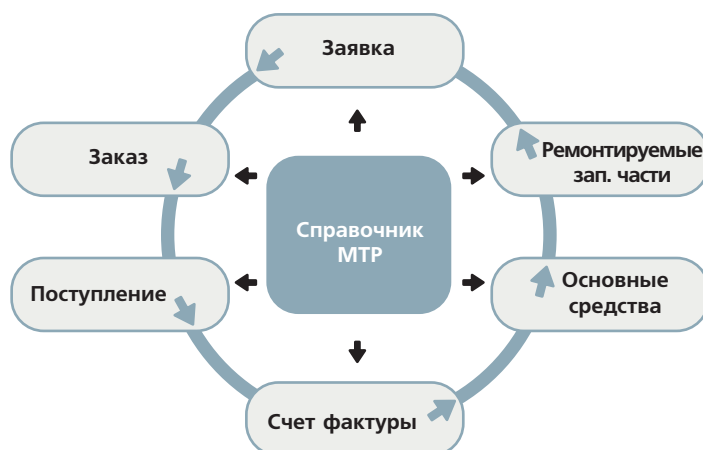 Заявка
Заказ
Ремонтируемые
зап. части
Справочник
МТР
Поступление
Основные
средства
Счет фактуры